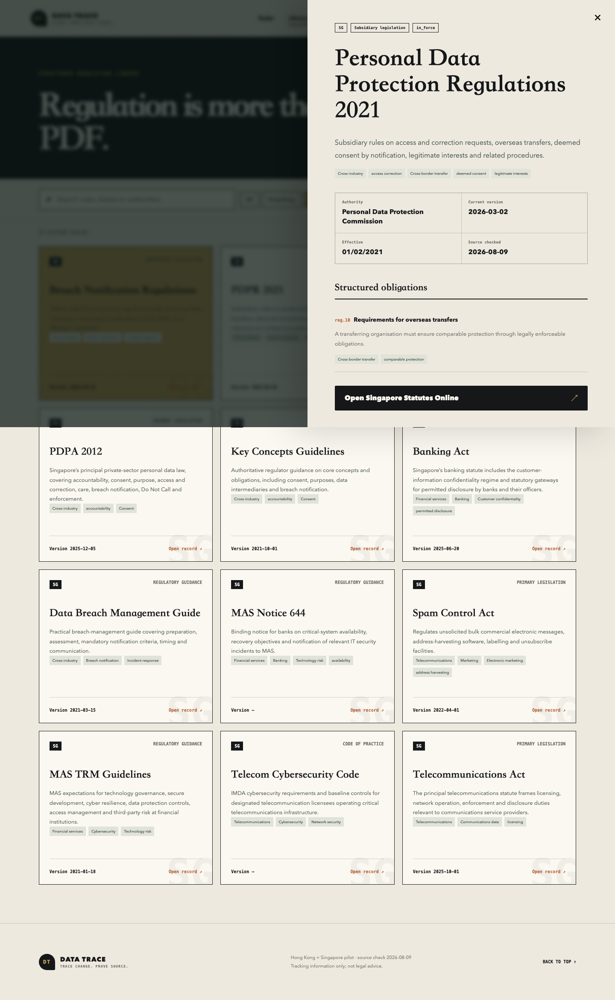 DATA TRACE
Regulation is more tha
PDF.
Breach Notification Regulations
PDPR 2021
✕
SG
Subsidiary legislation
in_force
Personal Data
Protection Regulations
2021
Subsidiary rules on access and correction requests, overseas transfers, deemed
consent by notification, legitimate interests and related procedures.
Cross-industry
access correction
Cross-border transfer
deemed consent
legitimate interests
Authority
Personal Data Protection
Commission
Current version
2026-03-02
Effective
01/02/2021
Source checked
2026-08-09
Structured obligations
reg.10 Requirements for overseas transfers
A transferring organisation must ensure comparable protection through legally enforceable
obligations.
Cross-border transfer
comparable protection
Open Singapore Statutes Online ↗
PDPA 2012
Singapore’s principal private-sector personal data law,
covering accountability, consent, purpose, access and
correction, care, breach notification, Do Not Call and
enforcement.
Cross-industry
accountability
Consent
SG
Version 2025-12-05
Open record ↗
Key Concepts Guidelines
Authoritative regulator guidance on core concepts and
obligations, including consent, purposes, data
intermediaries and breach notification.
Cross-industry
accountability
Consent
SG
Version 2021-10-01
Open record ↗
Banking Act
Singapore’s banking statute includes the customer-
information confidentiality regime and statutory gateways
for permitted disclosure by banks and their officers.
Financial services
Banking
Customer confidentiality
permitted disclosure
SG
Version 2025-06-20
Open record ↗
SG
REGULATORY GUIDANCE
Data Breach Management Guide
Practical breach-management guide covering preparation,
assessment, mandatory notification criteria, timing and
communication.
Cross-industry
Breach notification
Incident response
SG
Version 2021-03-15
Open record ↗
SG
REGULATORY GUIDANCE
MAS Notice 644
Binding notice for banks on critical-system availability,
recovery objectives and notification of relevant IT security
incidents to MAS.
Financial services
Banking
Technology risk
availability
SG
Version —
Open record ↗
SG
PRIMARY LEGISLATION
Spam Control Act
Regulates unsolicited bulk commercial electronic messages,
address-harvesting software, labelling and unsubscribe
facilities.
Telecommunications
Marketing
Electronic marketing
address harvesting
SG
Version 2022-04-01
Open record ↗
SG
REGULATORY GUIDANCE
MAS TRM Guidelines
MAS expectations for technology governance, secure
development, cyber resilience, data protection controls,
access management and third-party risk at financial
institutions.
Financial services
Cybersecurity
Technology risk
SG
Version 2021-01-18
Open record ↗
SG
CODE OF PRACTICE
Telecom Cybersecurity Code
IMDA cybersecurity requirements and baseline controls for
designated telecommunication licensees operating critical
telecommunications infrastructure.
Telecommunications
Cybersecurity
Network security
SG
Version —
Open record ↗
SG
PRIMARY LEGISLATION
Telecommunications Act
The principal telecommunications statute frames licensing,
network operation, enforcement and disclosure duties
relevant to communications service providers.
Telecommunications
Communications data
licensing
SG
Version 2025-10-01
Open record ↗
DT
DATA TRACE
TRACE CHANGE. PROVE SOURCE.
Hong Kong + Singapore pilot · source check 2026-08-09
Tracking information only; not legal advice.
BACK TO TOP ↑